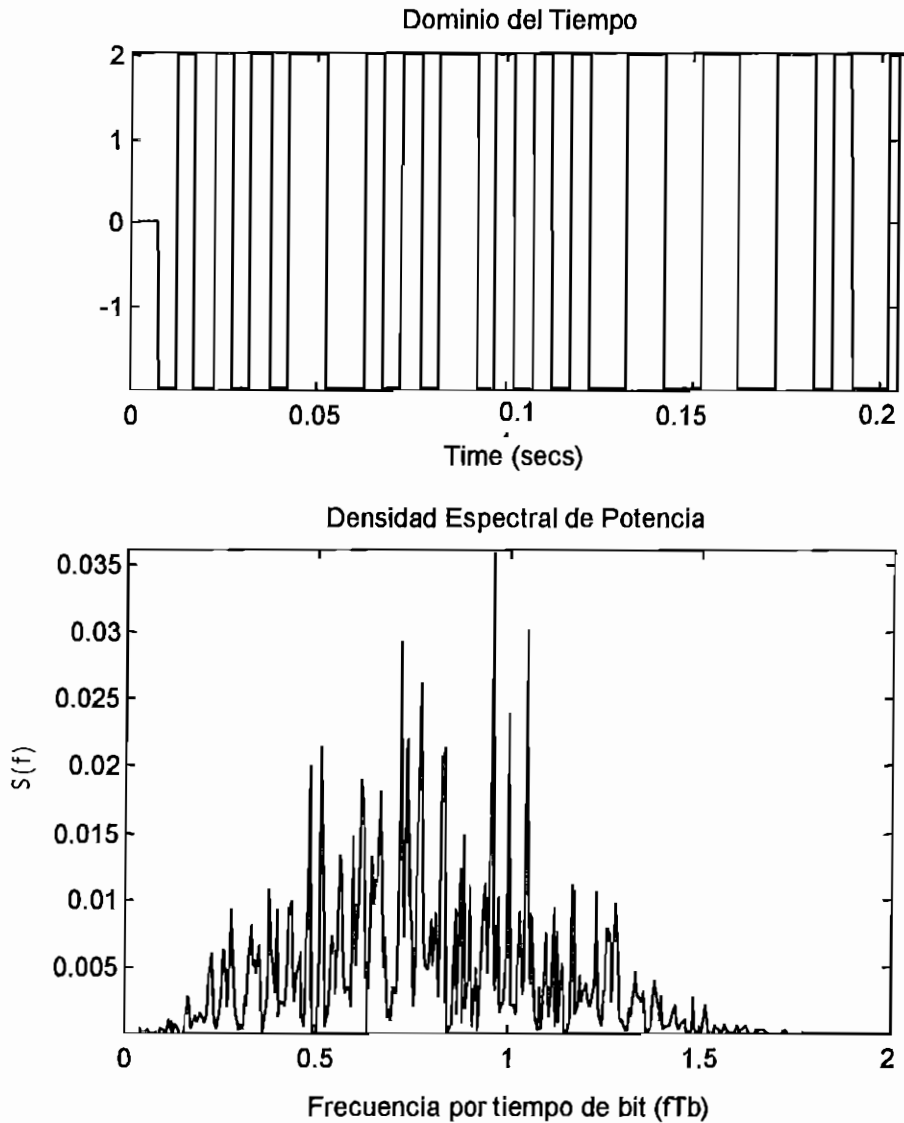 Dominio del Tiempo
2
1
0
-1
0 0.05 0.1 0.15 0.2
Time (secs)
Densidad Espectral de Potencia
0.035
0.03
0.025
0.02
0.015
0.01
0.005
S(f)
0 0.5 1 1.5 2
Frecuencia por tiempo de bit (fTb)